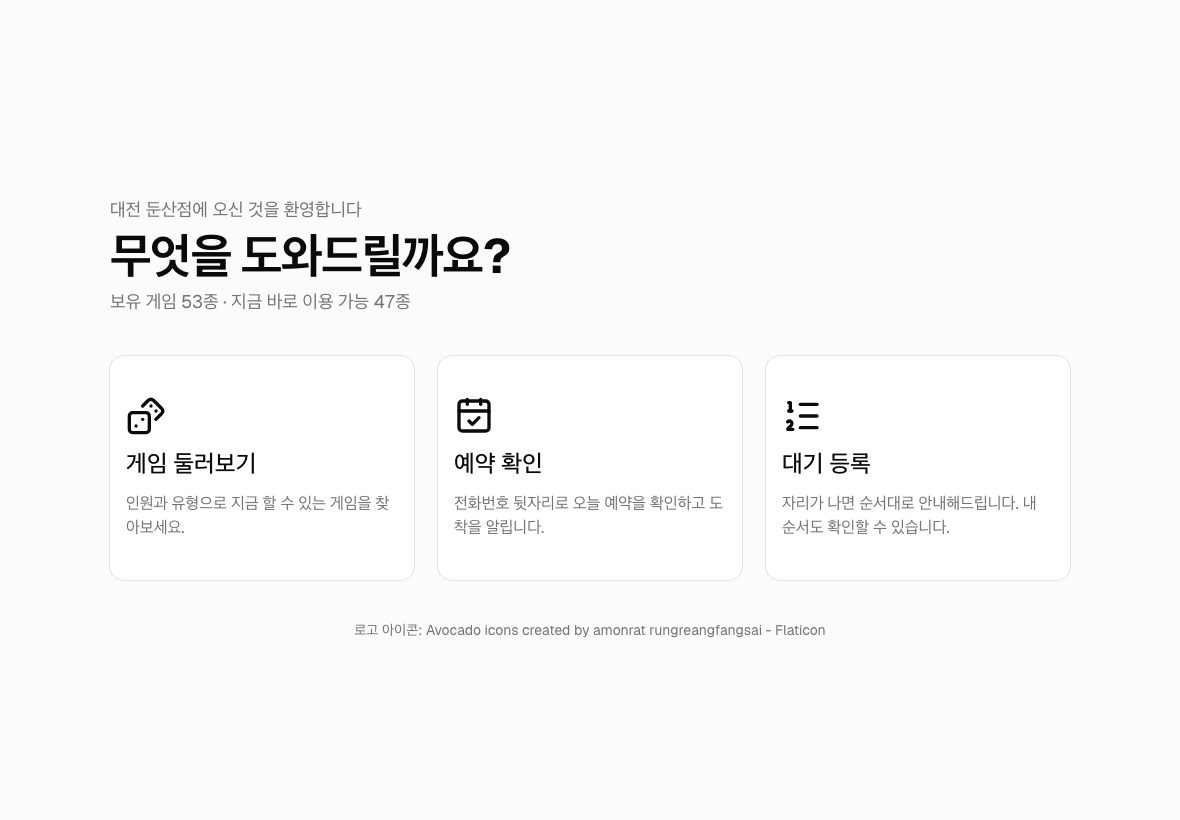 대전 둔산점에 오신 것을 환영합니다
무엇을 도와드릴까요?
보유 게임 53종 · 지금 바로 이용 가능 47종
게임 둘러보기
인원과 유형으로 지금 할 수 있는 게임을 찾
아보세요.
예약 확인
전화번호 뒷자리로 오늘 예약을 확인하고 도
착을 알립니다.
대기 등록
자리가 나면 순서대로 안내해드립니다. 내
순서도 확인할 수 있습니다.
로고 아이콘: Avocado icons created by amonrat rungreangfangsai - Flaticon